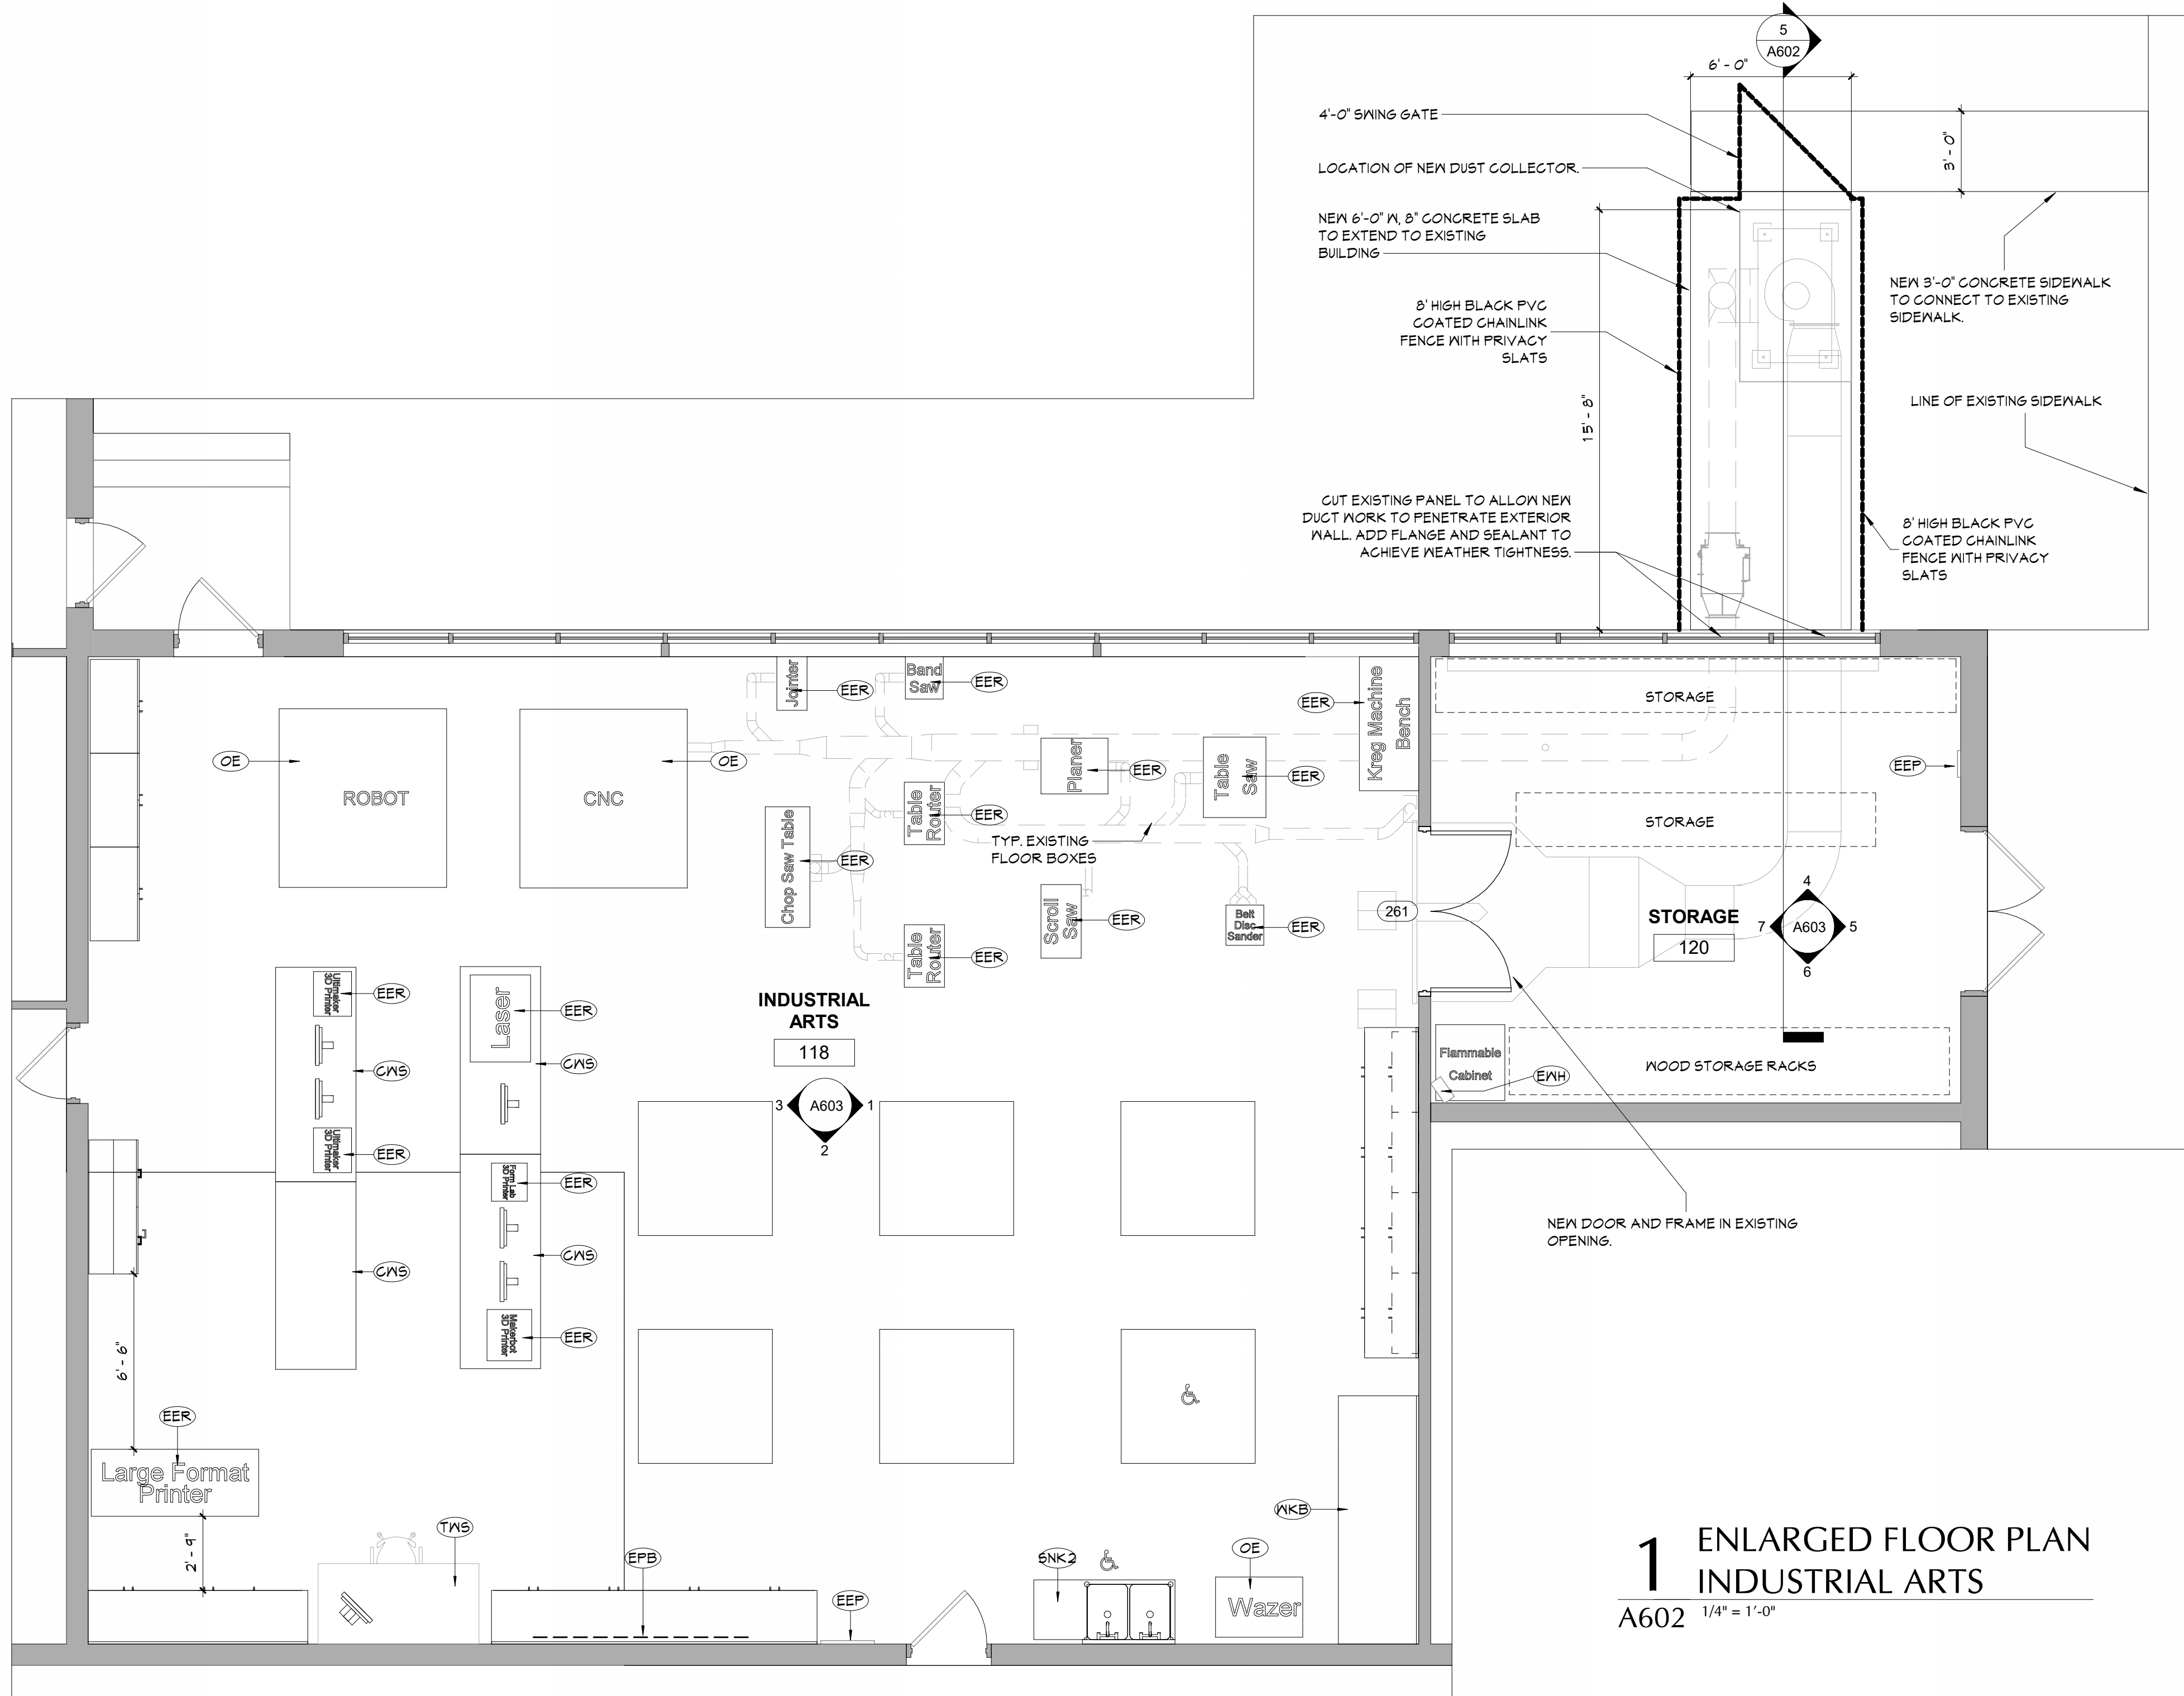 5
A602
6' - 0"
4'-0" SWING GATE
3' - 0"
LOCATION OF NEW DUST COLLECTOR.
NEW 6'-0" W, 8" CONCRETE SLAB
TO EXTEND TO EXISTING
BUILDING
NEW 3'-0" CONCRETE SIDEWALK
TO CONNECT TO EXISTING
SIDEWALK.
8' HIGH BLACK PVC
COATED CHAINLINK
FENCE WITH PRIVACY
SLATS
15' - 8"
LINE OF EXISTING SIDEWALK
CUT EXISTING PANEL TO ALLOW NEW
DUCT WORK TO PENETRATE EXTERIOR
WALL. ADD FLANGE AND SEALANT TO
ACHIEVE WEATHER TIGHTNESS.
8' HIGH BLACK PVC
COATED CHAINLINK
FENCE WITH PRIVACY
SLATS
Jointer
EER
Band
Saw
EER
EER
Kreg Machine
Bench
STORAGE
OE
ROBOT
CNC
OE
Planer
EER
Table
Saw
EER
EEP
Chop Saw Table
EER
Table
Router
EER
TYP. EXISTING
FLOOR BOXES
STORAGE
Scroll
Saw
EER
Belt
Disc
Sander
EER
261
STORAGE
120
4
7
A603
5
6
Table
Router
EER
Ultimaker
3D Printer
EER
Laser
EER
CWS
CWS
INDUSTRIAL
ARTS
118
3
A603
1
2
Flammable
Cabinet
EWH
WOOD STORAGE RACKS
Ultimaker
3D Printer
EER
Form Lab
3D Printer
EER
CWS
CWS
Makerbot
3D Printer
EER
NEW DOOR AND FRAME IN EXISTING
OPENING.
6' - 6"
EER
Large Format
Printer
2' - 9"
TWS
EPB
EEP
SNK2
OE
Wazer
WKB
1
ENLARGED FLOOR PLAN
INDUSTRIAL ARTS
A602
1/4" = 1'-0"